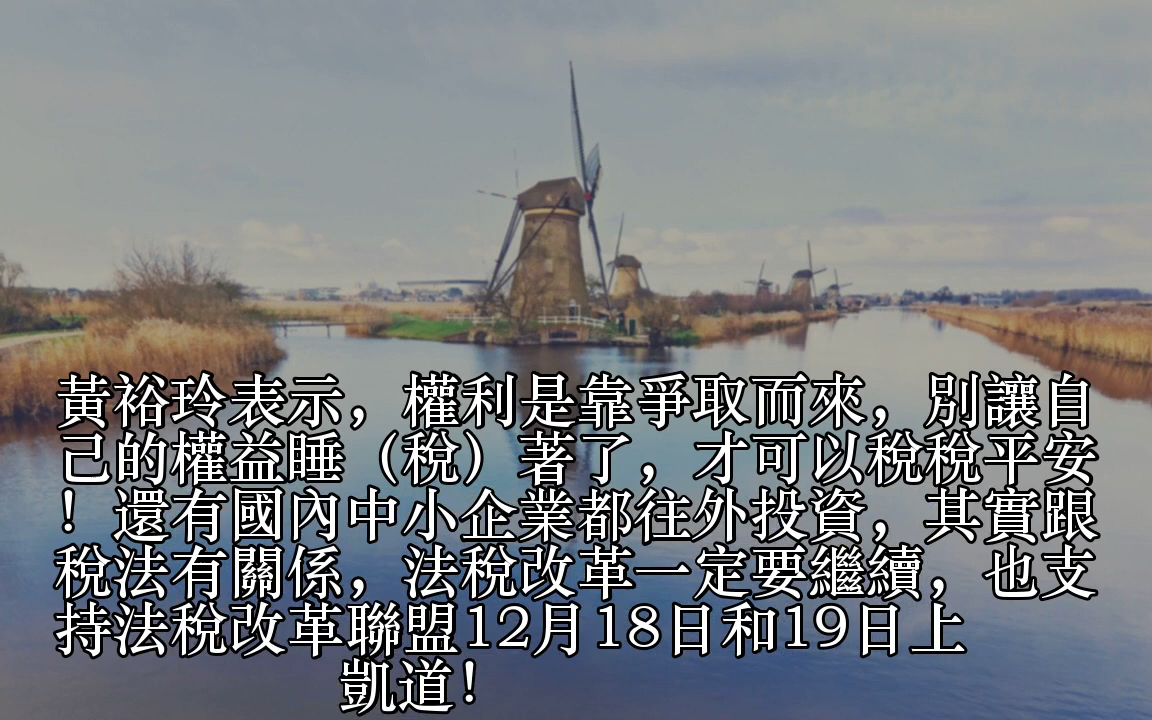 黃裕玲表示，權利是靠爭取而來，別讓自
己的權益睡（稅）著了，才可以稅稅平安
！還有國內中小企業都往外投資，其實跟
稅法有關係，法稅改革一定要繼續，也支
持法稅改革聯盟12月18日和19日上
凱道！